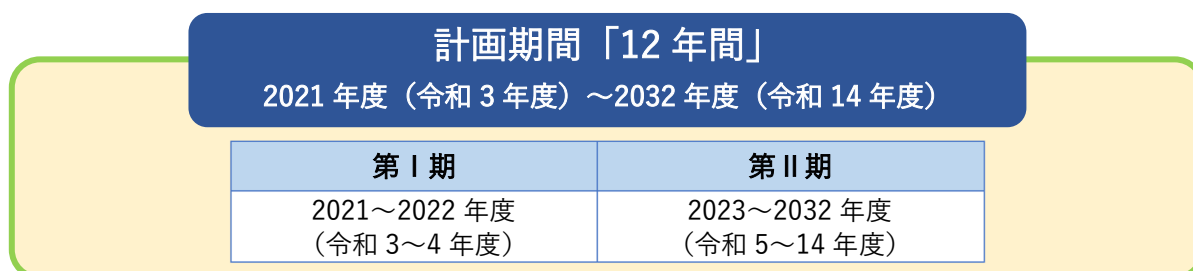 計画期間「12 年間」
2021 年度（令和 3 年度）～2032 年度（令和 14 年度）
第Ⅰ期
第Ⅱ期
2021～2022 年度
（令和 3～4 年度）
2023～2032 年度
（令和 5～14 年度）